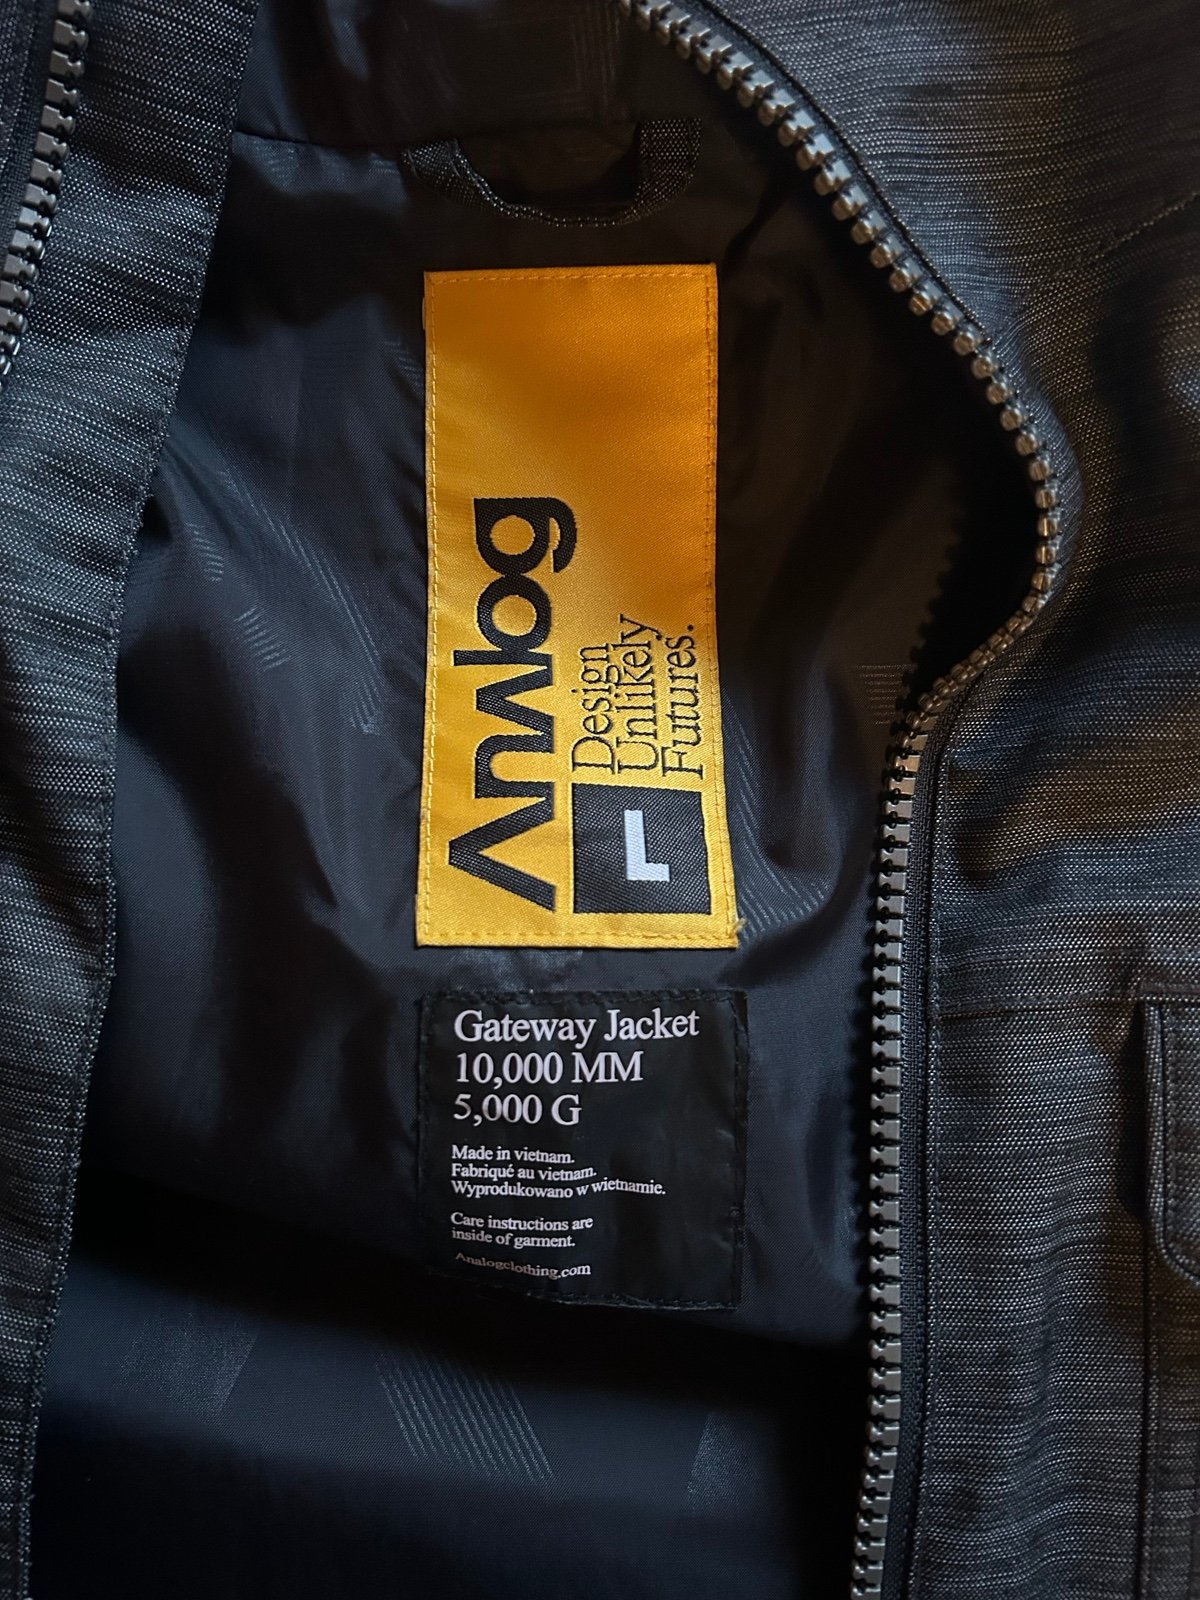 Analog
Design
Unlikely
Futures.
L
Gateway Jacket
10,000 MM
5,000 G
Made in vietnam.
Fabriqué au vietnam.
Wyprodukowano w wietnamie.
Care instructions are
inside of garment.
Analogclothing.com